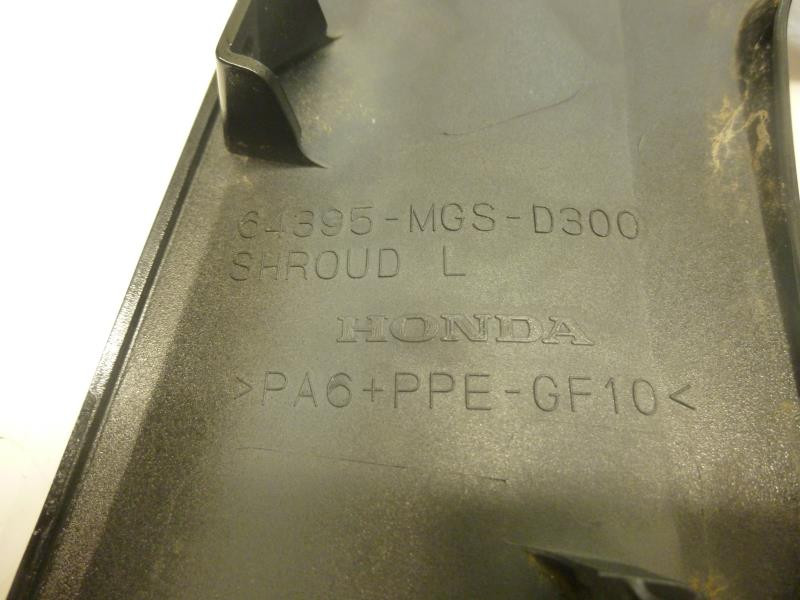 64395-MGS-D300
SHROUD L
HONDA
>PA6+PPE-GF10<